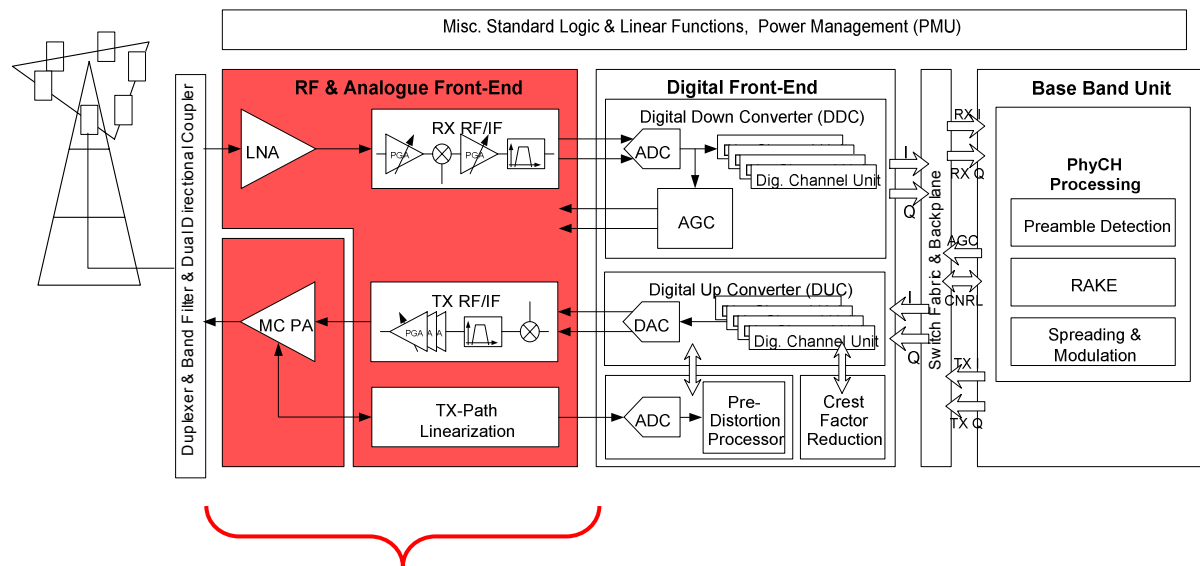 Misc. Standard Logic & Linear Functions, Power Management (PMU)
Duplexer & Band Filter & Dual Directional Coupler
RF & Analogue Front-End
LNA
RX RF/IF
PGA
PGA
MC PA
TX RF/IF
PGA
A
A
TX-Path
Linearization
Digital Front-End
Digital Down Converter (DDC)
ADC
Dig. Channel Unit
AGC
Digital Up Converter (DUC)
DAC
Dig. Channel Unit
ADC
Pre-
Distortion
Processor
Crest
Factor
Reduction
I
Q
I
Q
Switch Fabric & Backplane
RX I
RX Q
AGC
CNRL
TX I
TX Q
Base Band Unit
PhyCH
Processing
Preamble Detection
RAKE
Spreading &
Modulation